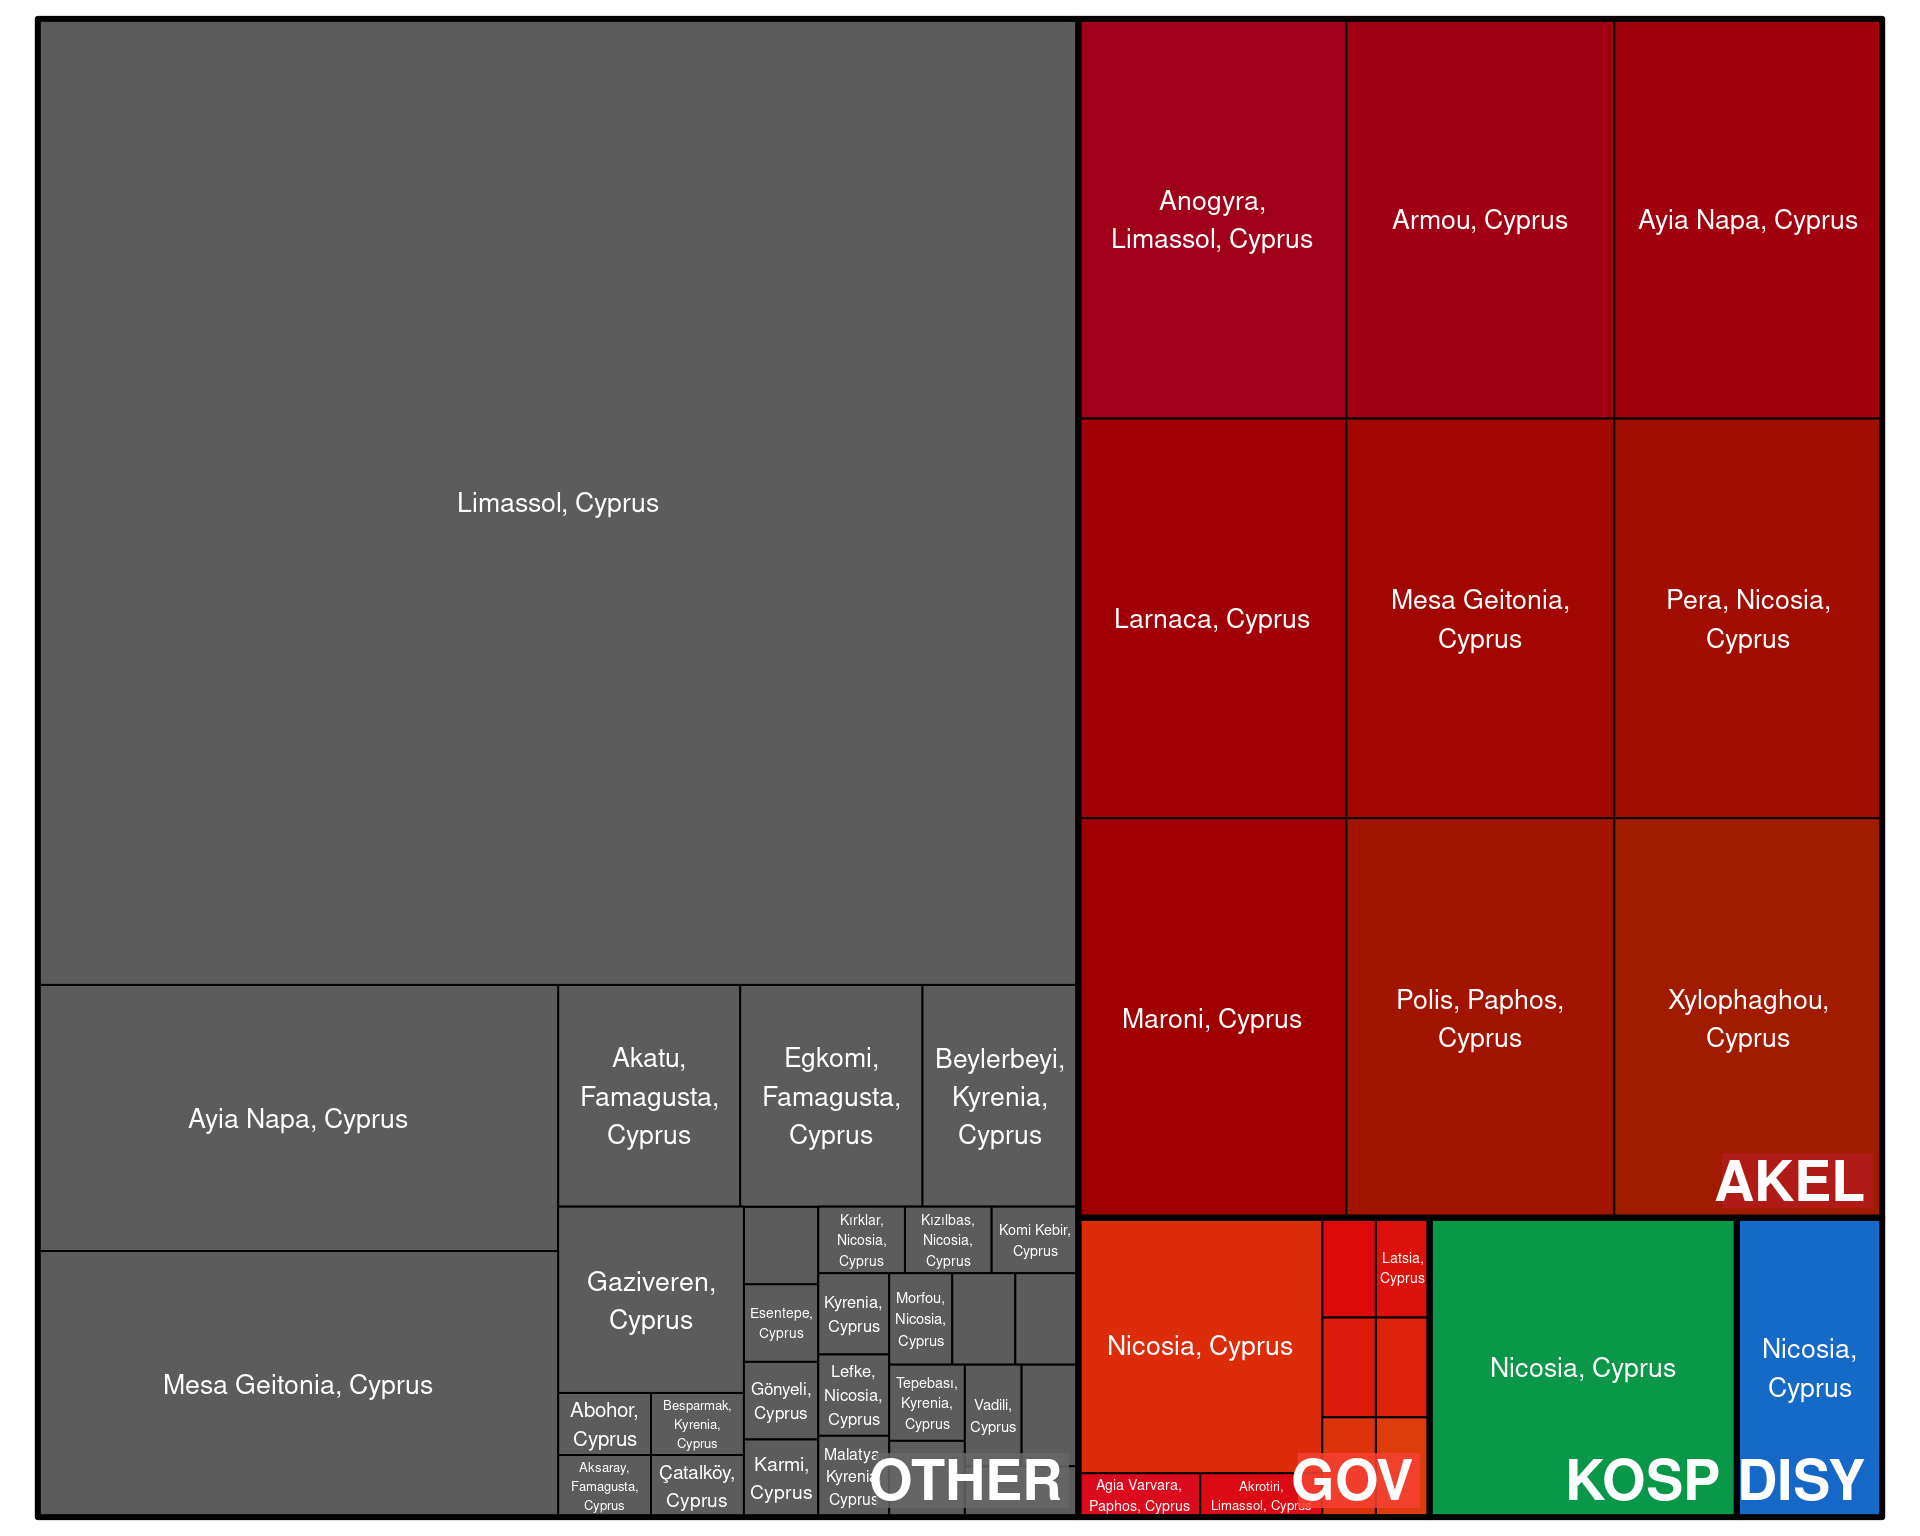 Limassol, Cyprus
Ayia Napa, Cyprus
Mesa Geitonia, Cyprus
Akatu,
Famagusta,
Cyprus
Egkomi,
Famagusta,
Cyprus
Beylerbeyi,
Kyrenia,
Cyprus
Gaziveren,
Cyprus
Abohor,
Cyprus
Besparmak,
Kyrenia,
Cyprus
Aksaray,
Famagusta,
Cyprus
Çatalköy,
Cyprus
Esentepe,
Cyprus
Gönyeli,
Cyprus
Karmi,
Cyprus
Kırklar,
Nicosia,
Cyprus
Kızılbas,
Nicosia,
Cyprus
Komi Kebir,
Cyprus
Kyrenia,
Cyprus
Lefke,
Nicosia,
Cyprus
Malatya
Kyrenia
Cyprus
Morfou,
Nicosia,
Cyprus
Tepebası,
Kyrenia,
Cyprus
Vadili,
Cyprus
OTHER
Anogyra,
Limassol, Cyprus
Armou, Cyprus
Ayia Napa, Cyprus
Larnaca, Cyprus
Mesa Geitonia,
Cyprus
Pera, Nicosia,
Cyprus
Maroni, Cyprus
Polis, Paphos,
Cyprus
Xylophaghou,
Cyprus
AKEL
Nicosia, Cyprus
Latsia,
Cyprus
Agia Varvara,
Paphos, Cyprus
Akrotiri,
Limassol, Cyprus
GOV
Nicosia, Cyprus
KOSP
Nicosia,
Cyprus
DISY